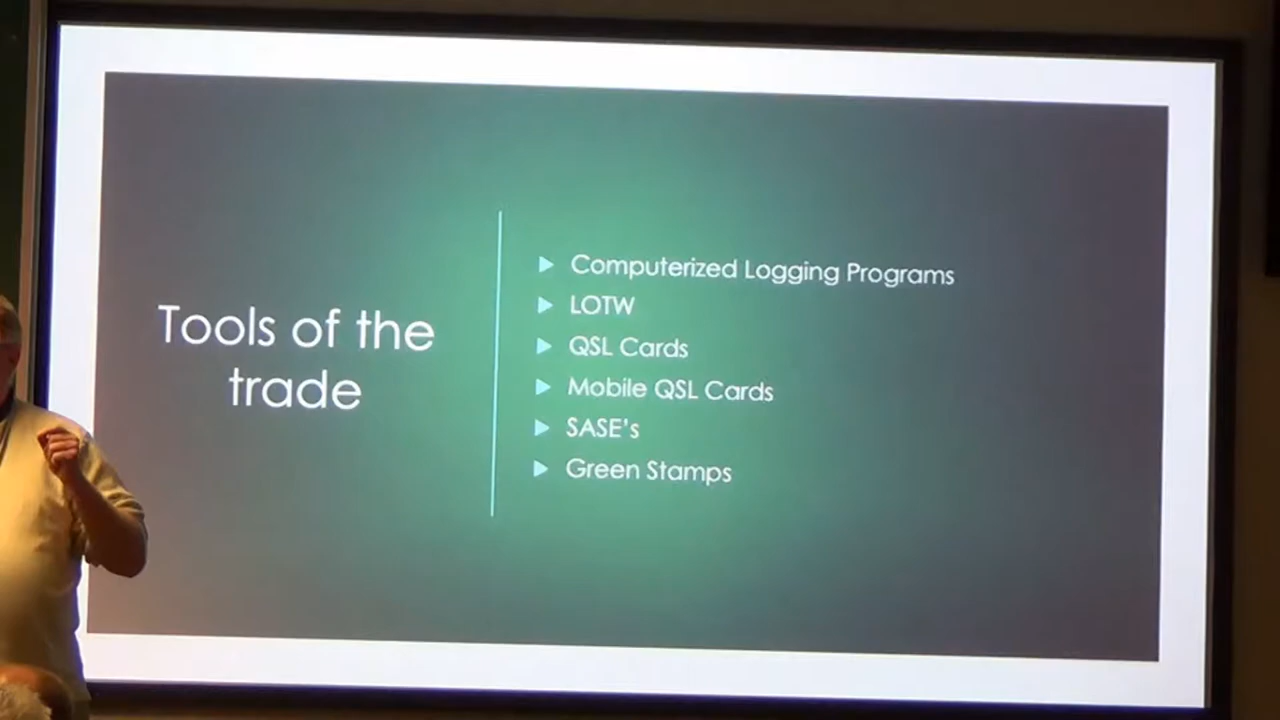 Tools of the
trade
Computerized Logging Programs
LOTW
QSL Cards
Mobile QSL Cards
SASE's
Green Stamps